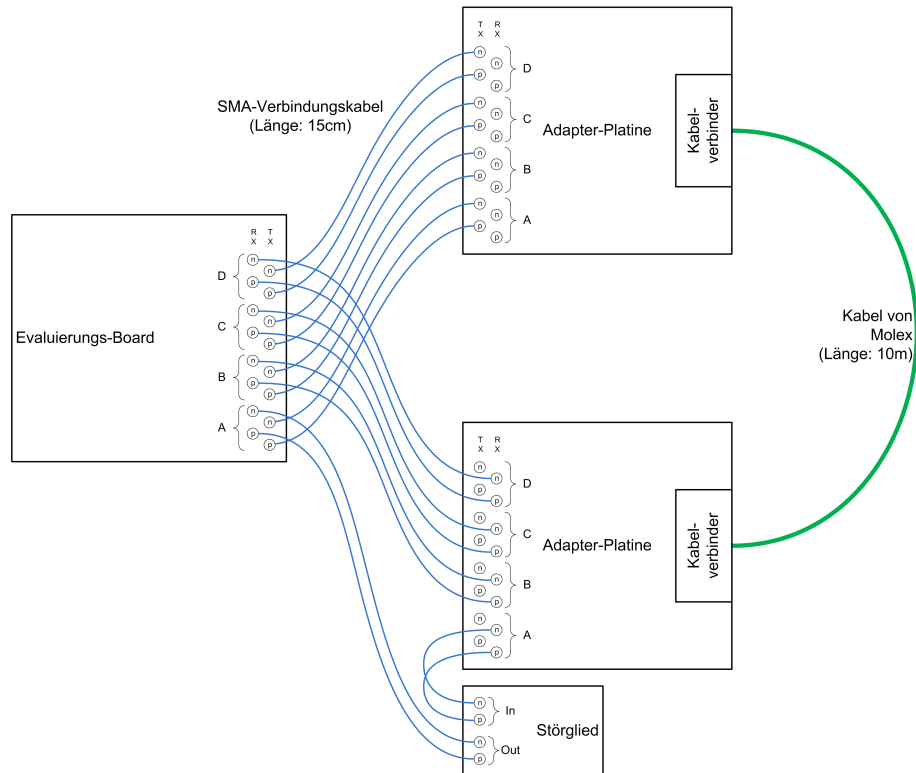 T R
X X
n
n
p
p
D
n
n
p
p
C
n
n
p
p
B
n
n
p
p
A
Adapter-Platine
Kabel-
verbinder
SMA-Verbindungskabel
(Länge: 15cm)
R T
X X
n
n
p
p
D
n
n
p
p
C
n
n
p
p
B
n
n
p
p
A
Evaluierungs-Board
Kabel von
Molex
(Länge: 10m)
T R
X X
n
n
p
p
D
n
n
p
p
C
n
n
p
p
B
n
n
p
p
A
Adapter-Platine
Kabel-
verbinder
n
p
In
n
p
Out
Störglied